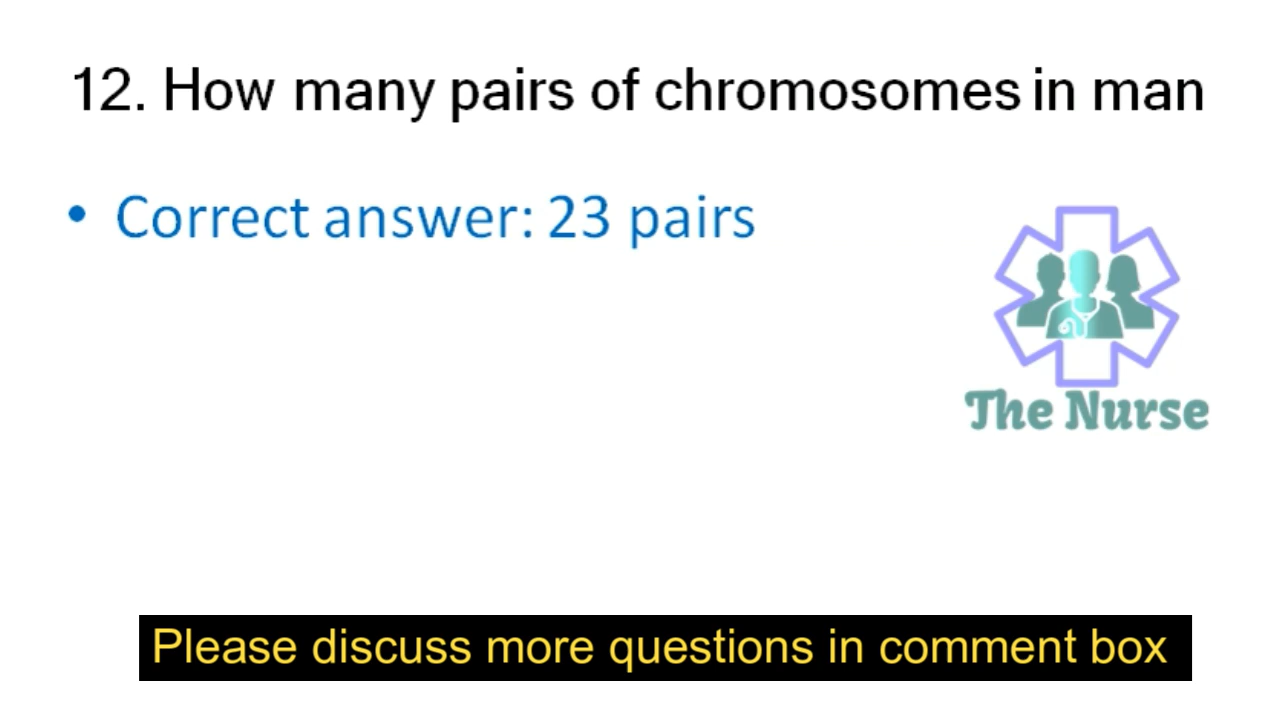 12. How many pairs of chromosomes in man
• Correct answer: 23 pairs
The Nurse
Please discuss more questions in comment box